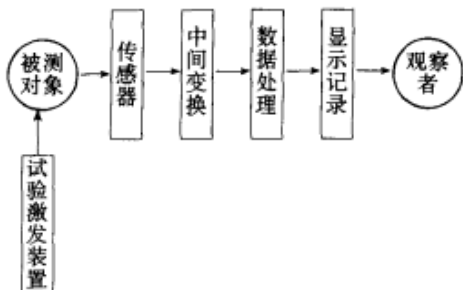 被测
对象
传感器
中间变换
数据处理
显示记录
观察
者
试验激发装置